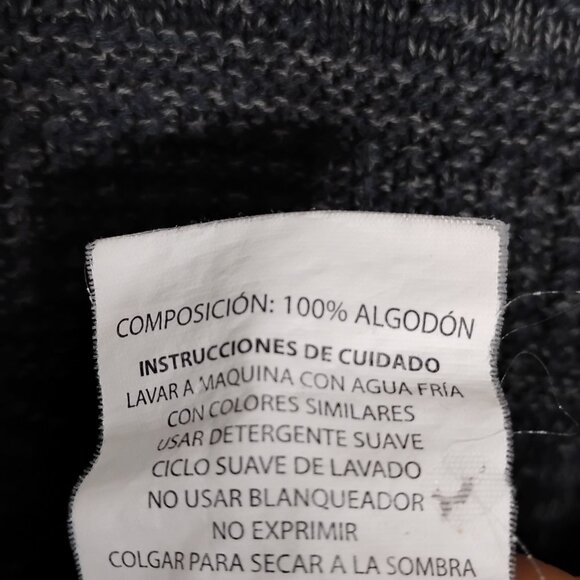 COMPOSICIÓN: 100% ALGODÓN
INSTRUCCIONES DE CUIDADO
LAVAR A MAQUINA CON AGUA FRÍA
CON COLORES SIMILARES
USAR DETERGENTE SUAVE
CICLO SUAVE DE LAVADO
NO USAR BLANQUEADOR
NO EXPRIMIR
COLGAR PARA SECAR A LA SOMBRA